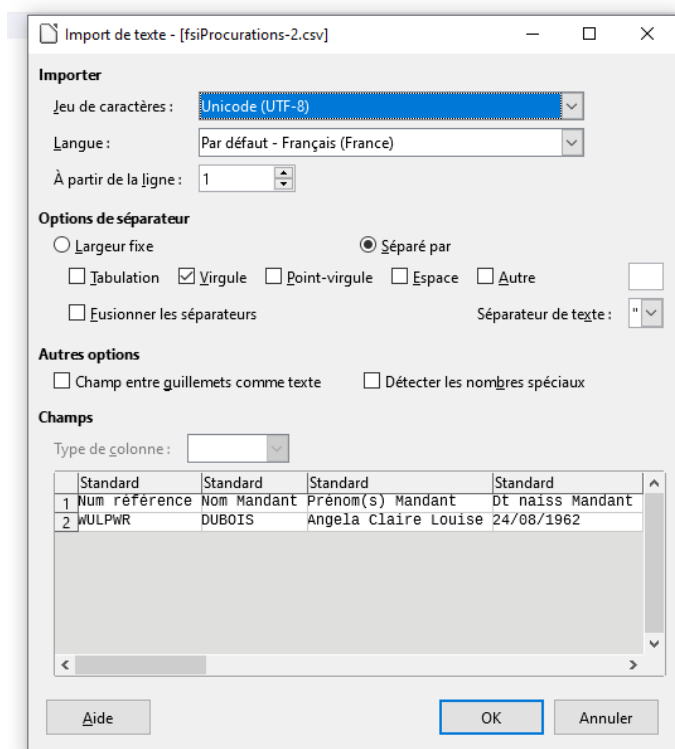 Import de texte - [fsiProcurations-2.csv]
Importer
Jeu de caractères : Unicode (UTF-8)
Langue : Par défaut - Français (France)
À partir de la ligne : 1
Options de séparateur
Largeur fixe Séparé par
Tabulation Virgule Point-virgule Espace Autre
Fusionner les séparateurs Séparateur de texte : "
Autres options
Champ entre guillemets comme texte Détecter les nombres spéciaux
Champs
Type de colonne :
Standard Standard Standard Standard
1 Num référence Nom Mandant Prénom(s) Mandant Dt naiss Mandant
2 WULPWR DUBOIS Angela Claire Louise 24/08/1962
Aide OK Annuler